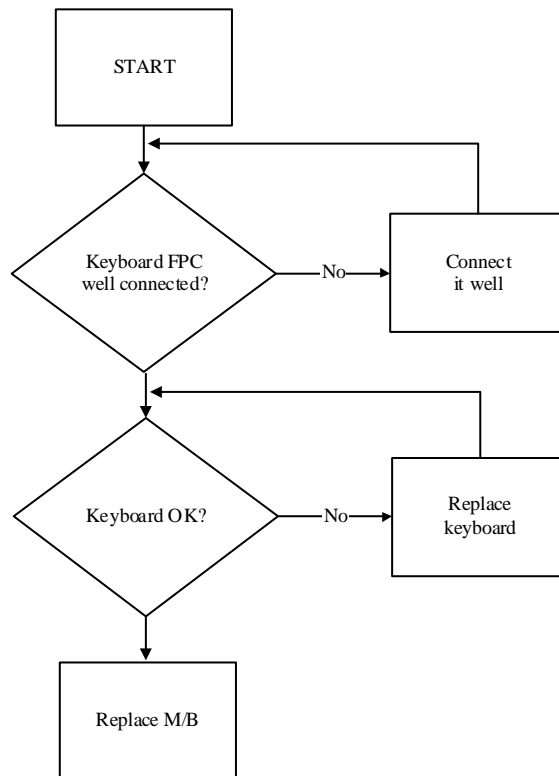 START
Keyboard FPC
well connected?
No
Connect
it well
Keyboard OK?
No
Replace
keyboard
Replace M/B